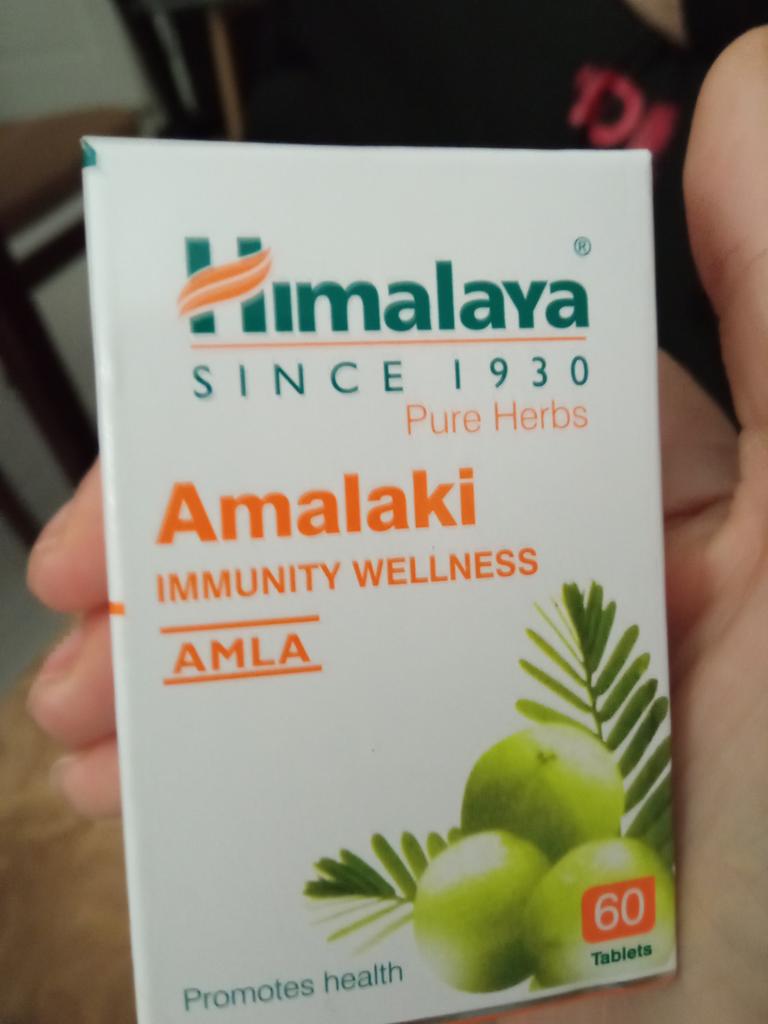 Himalaya®
SINCE 1930
Pure Herbs
Amalaki
IMMUNITY WELLNESS
AMLA
60
Tablets
Promotes health